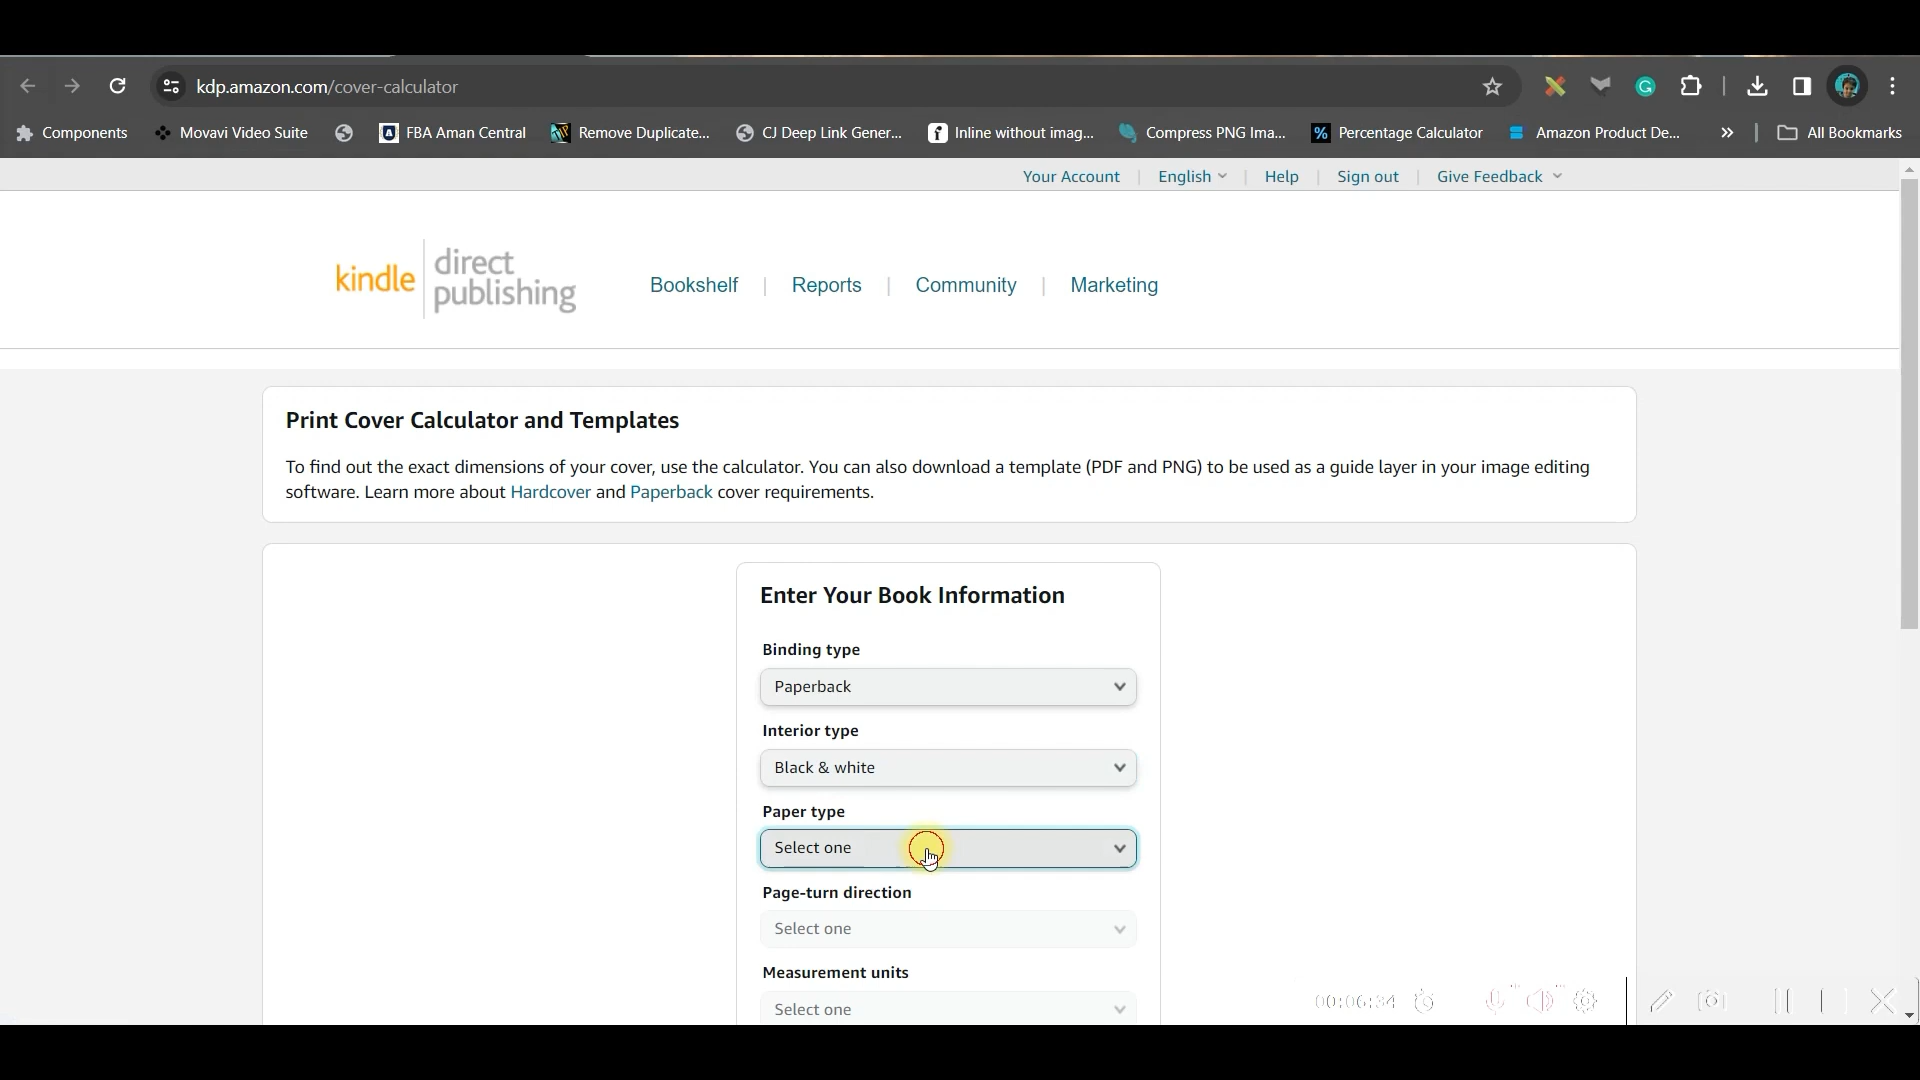 kdp.amazon.com/cover-calculator
Components Movavi Video Suite FBA Aman Central Remove Duplicate... CJ Deep Link Gener... Inline without imag... Compress PNG Ima... Percentage Calculator Amazon Product De... » All Bookmarks
Your Account English Help Sign out Give Feedback
kindle direct publishing
Bookshelf Reports Community Marketing
Print Cover Calculator and Templates
To find out the exact dimensions of your cover, use the calculator. You can also download a template (PDF and PNG) to be used as a guide layer in your image editing
software. Learn more about Hardcover and Paperback cover requirements.
Enter Your Book Information
Binding type
Paperback
Interior type
Black & white
Paper type
Select one
Page-turn direction
Select one
Measurement units
Select one
00:06:34